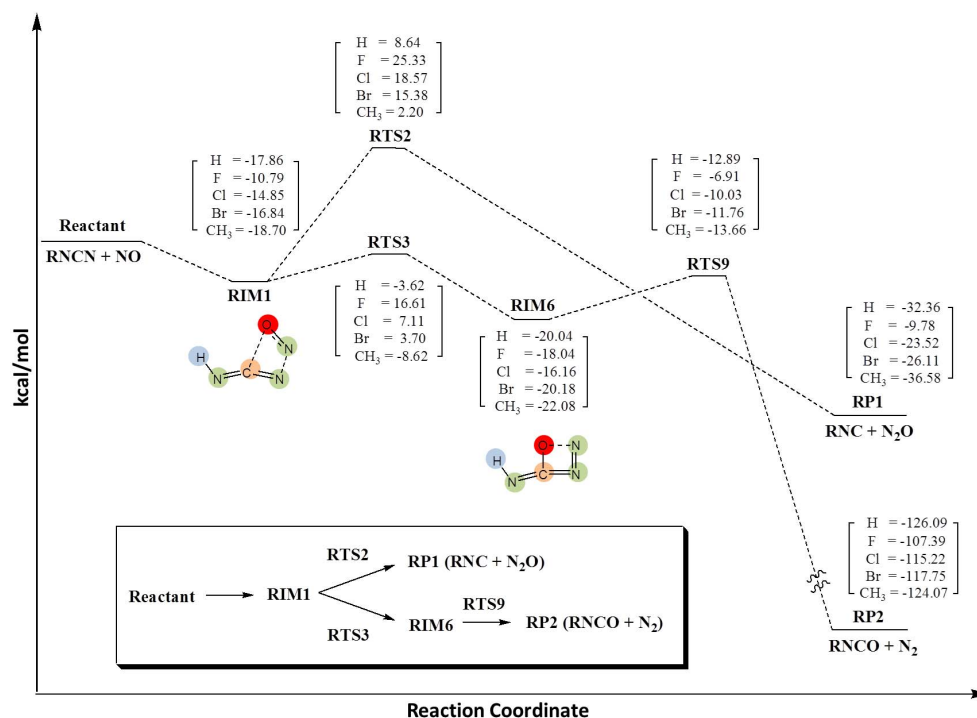 H = 8.64
F = 25.33
Cl = 18.57
Br = 15.38
CH₃ = 2.20
RTS2
H = -17.86
F = -10.79
Cl = -14.85
Br = -16.84
CH₃ = -18.70
H = -12.89
F = -6.91
Cl = -10.03
Br = -11.76
CH₃ = -13.66
Reactant
RNCN + NO
RIM1
RTS3
H = -3.62
F = 16.61
Cl = 7.11
Br = 3.70
CH₃ = -8.62
RTS9
RIM6
H = -20.04
F = -18.04
Cl = -16.16
Br = -20.18
CH₃ = -22.08
H = -32.36
F = -9.78
Cl = -23.52
Br = -26.11
CH₃ = -36.58
RP1
RNC + N₂O
O
N
H
C
N
N
O
N
H
C
N
N
H = -126.09
F = -107.39
Cl = -115.22
Br = -117.75
CH₃ = -124.07
RP2
RNCO + N₂
RTS2
RP1 (RNC + N₂O)
Reactant
RIM1
RTS3
RIM6
RTS9
RP2 (RNCO + N₂)
kcal/mol
Reaction Coordinate